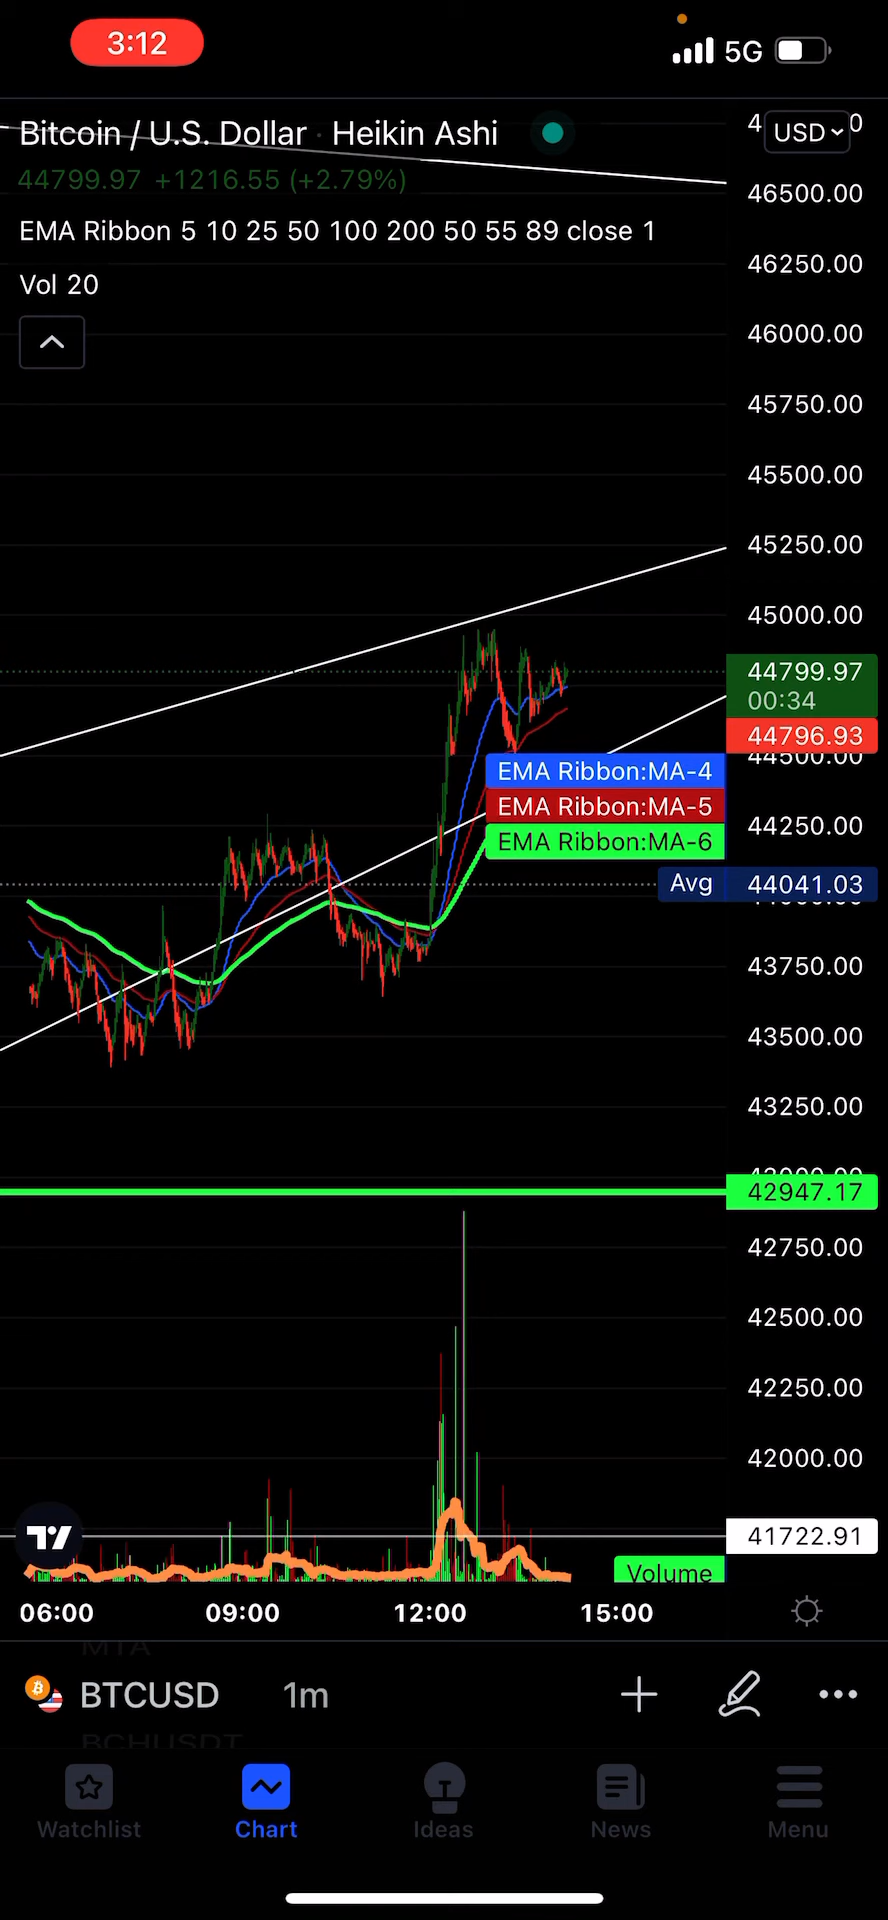 3:12
5G
Bitcoin / U.S. Dollar · Heikin Ashi
USD
44799.97 +1216.55 (+2.79%)
46500.00
EMA Ribbon 5 10 25 50 100 200 50 55 89 close 1
46250.00
Vol 20
46000.00
45750.00
45500.00
45250.00
45000.00
44799.97
00:34
44796.93
44500.00
EMA Ribbon:MA-4
EMA Ribbon:MA-5
44250.00
EMA Ribbon:MA-6
Avg 44041.03
43750.00
43500.00
43250.00
42947.17
42750.00
42500.00
42250.00
42000.00
41722.91
Volume
06:00 09:00 12:00 15:00
MTA
BTCUSD 1m
BCHUSDT
Watchlist Chart Ideas News Menu